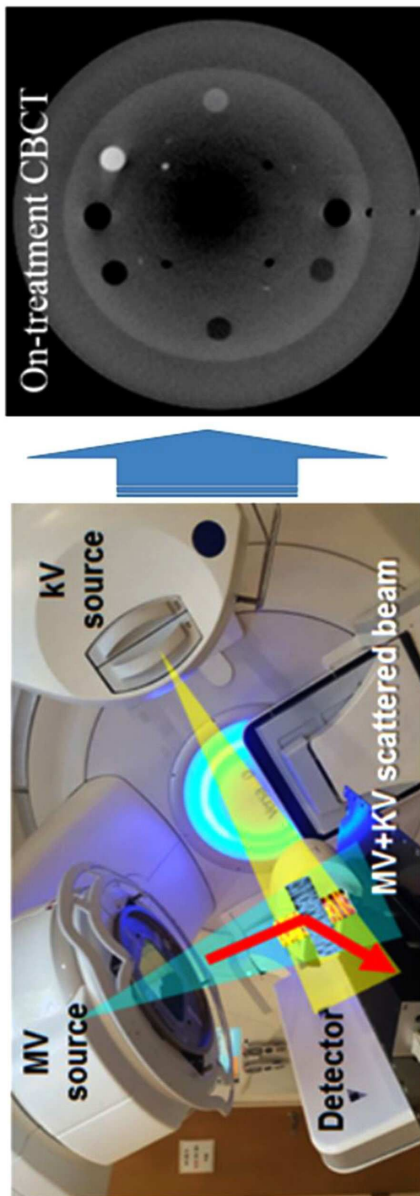 On-treatment CBCT
MV
source
kV
source
MV+KV scattered beam
Detector